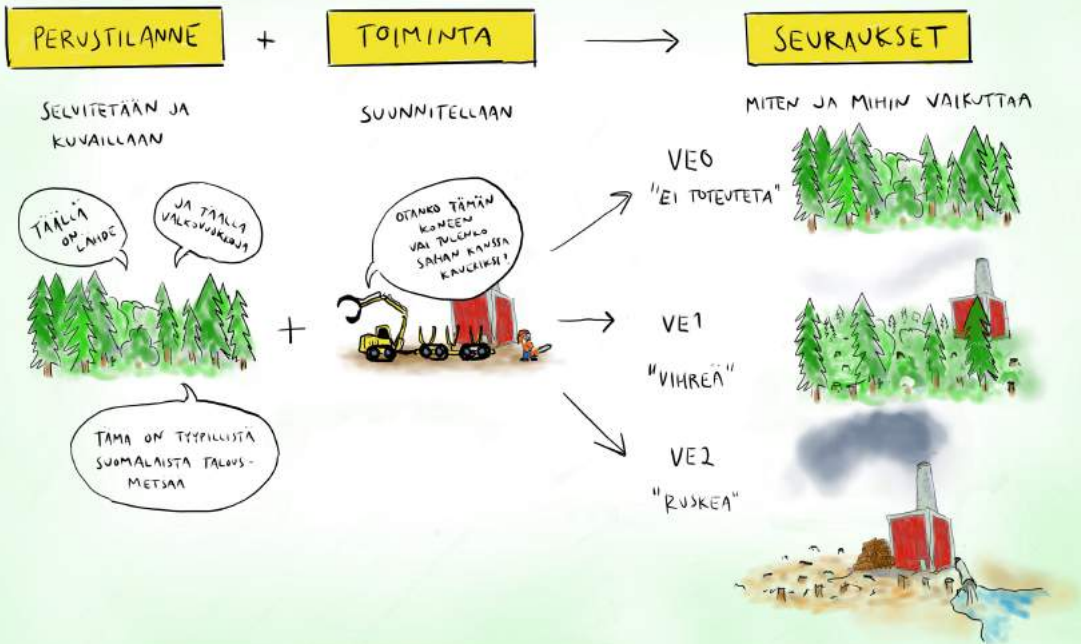 PERUSTILANNE + TOIMINTA → SEURAUKSET
SELVITETÄÄN JA
KUVAILLAAN
TÄÄLLÄ
ON
LÄHDE
JA TÄÄLLÄ
VALKOVUOKKOJA
+
TÄMÄ ON TYYPILLISTÄ
SUOMALAISTA TALOUS-
METSÄÄ
SUUNNITELLAAN
OTANKO TÄMÄN
KONEEN
VAI TULENKO
SAHAN KANSSA
KAVERIKSI?
MITEN JA MIHIN VAIKUTTAA
VE0
"EI TOTEUTETA"
VE1
"VIHREÄ"
VE2
"RUSKEA"